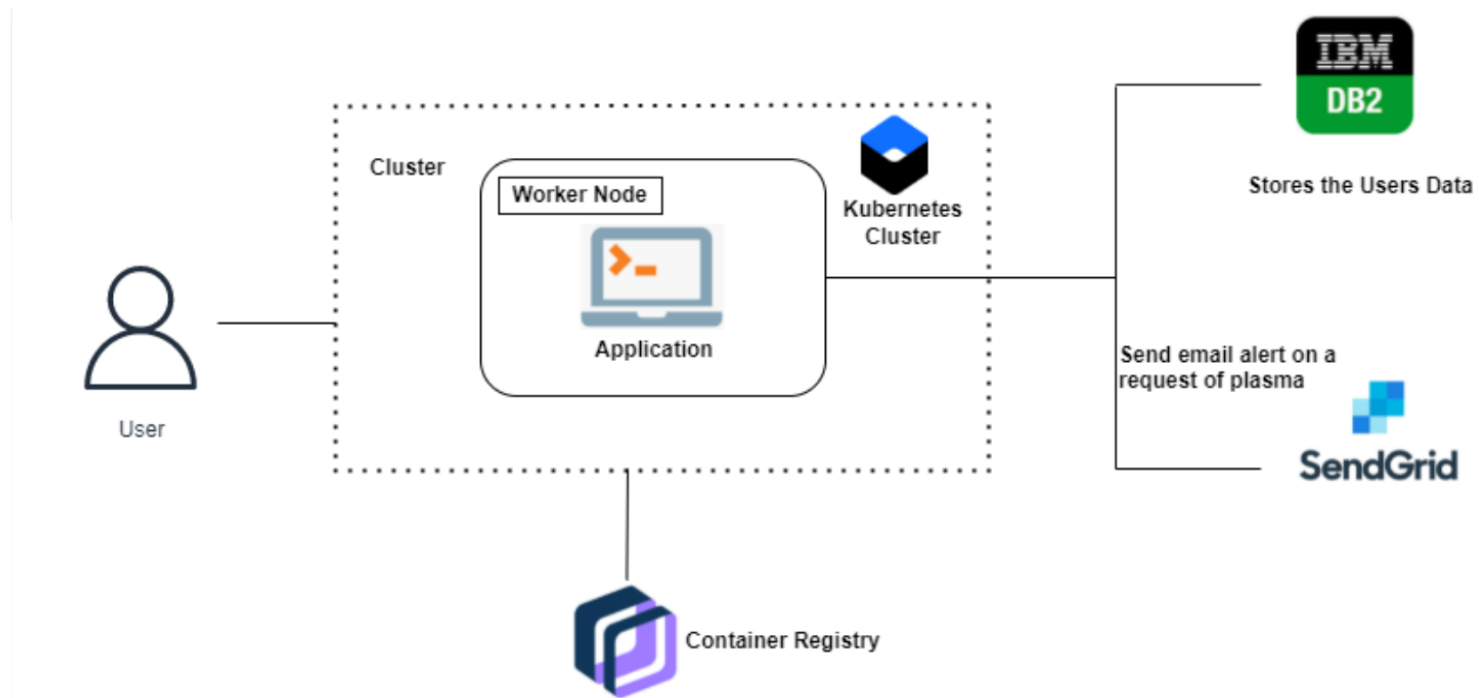 IBM
DB2
Stores the Users Data
Cluster
Worker Node
Kubernetes
Cluster
Application
User
Send email alert on a
request of plasma
SendGrid
Container Registry